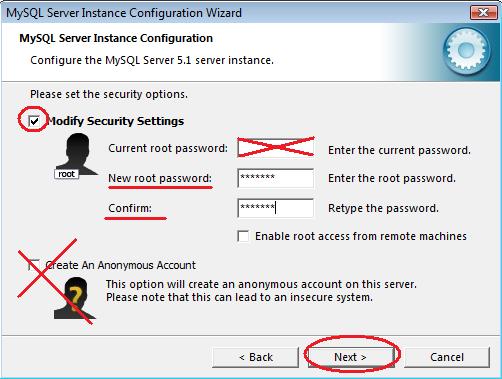 MySQL Server Instance Configuration Wizard
MySQL Server Instance Configuration
Configure the MySQL Server 5.1 server instance.
Please set the security options.
Modify Security Settings
Current root password: Enter the current password.
root
New root password: ******* Enter the root password.
Confirm: ******* Retype the password.
Enable root access from remote machines
Create An Anonymous Account
?
This option will create an anonymous account on this server.
Please note that this can lead to an insecure system.
< Back Next > Cancel